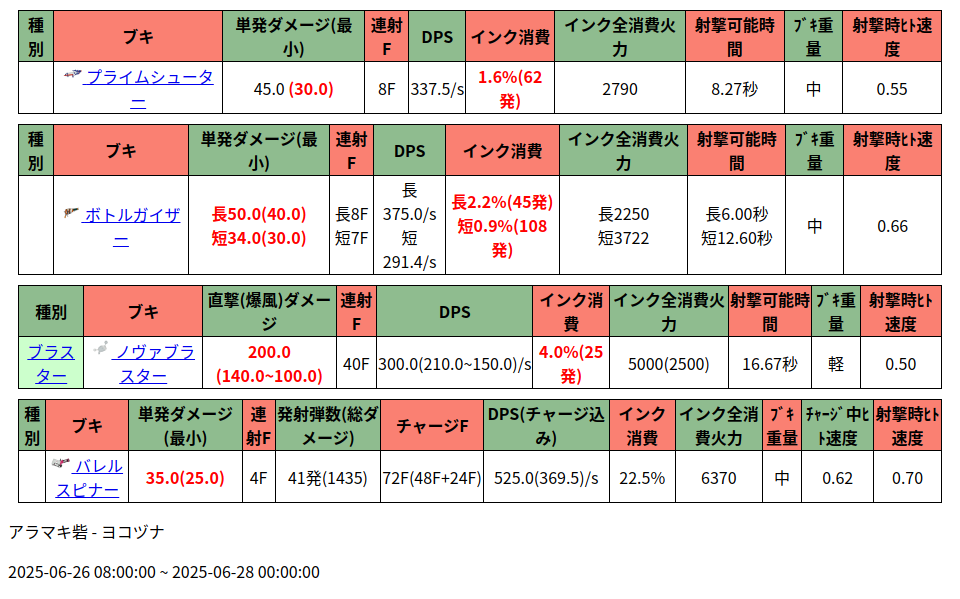 種別 ブキ 単発ダメージ(最小) 連射F DPS インク消費 インク全消費火力 射撃可能時間 ﾌﾞｷ重量 射撃時ﾋﾄ速度
プライムシューター 45.0 (30.0) 8F 337.5/s 1.6%(62発) 2790 8.27秒 中 0.55
種別 ブキ 単発ダメージ(最小) 連射F DPS インク消費 インク全消費火力 射撃可能時間 ﾌﾞｷ重量 射撃時ﾋﾄ速度
ボトルガイザー 長50.0(40.0) 短34.0(30.0) 長8F 短7F 長375.0/s 短291.4/s 長2.2%(45発) 短0.9%(108発) 長2250 短3722 長6.00秒 短12.60秒 中 0.66
種別 ブキ 直撃(爆風)ダメージ 連射F DPS インク消費 インク全消費火力 射撃可能時間 ﾌﾞｷ重量 射撃時ﾋﾄ速度
ブラスター ノヴァブラスター 200.0 (140.0~100.0) 40F 300.0(210.0~150.0)/s 4.0%(25発) 5000(2500) 16.67秒 軽 0.50
種別 ブキ 単発ダメージ(最小) 連射F 発射弾数(総ダメージ) チャージF DPS(チャージ込み) インク消費 インク全消費火力 ﾌﾞｷ重量 ﾁｬｰｼﾞ中ﾋﾄ速度 射撃時ﾋﾄ速度
バレルスピナー 35.0(25.0) 4F 41発(1435) 72F(48F+24F) 525.0(369.5)/s 22.5% 6370 中 0.62 0.70
アラマキ砦 - ヨコヅナ
2025-06-26 08:00:00 ~ 2025-06-28 00:00:00